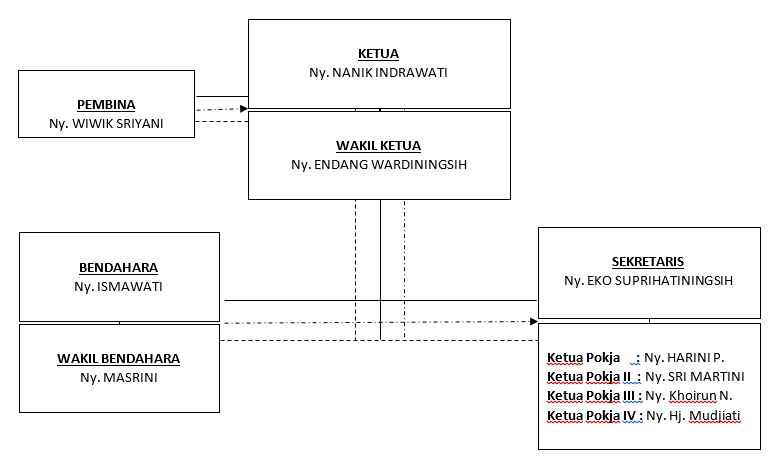 KETUA
Ny. NANIK INDRAWATI
PEMBINA
Ny. WIWIK SRIYANI
WAKIL KETUA
Ny. ENDANG WARDININGSIH
BENDAHARA
Ny. ISMAWATI
SEKRETARIS
Ny. EKO SUPRIHATININGSIH
WAKIL BENDAHARA
Ny. MASRINI
Ketua Pokja : Ny. HARINI P.
Ketua Pokja II : Ny. SRI MARTINI
Ketua Pokja III : Ny. Khoirun N.
Ketua Pokja IV : Ny. Hj. Mudjiati